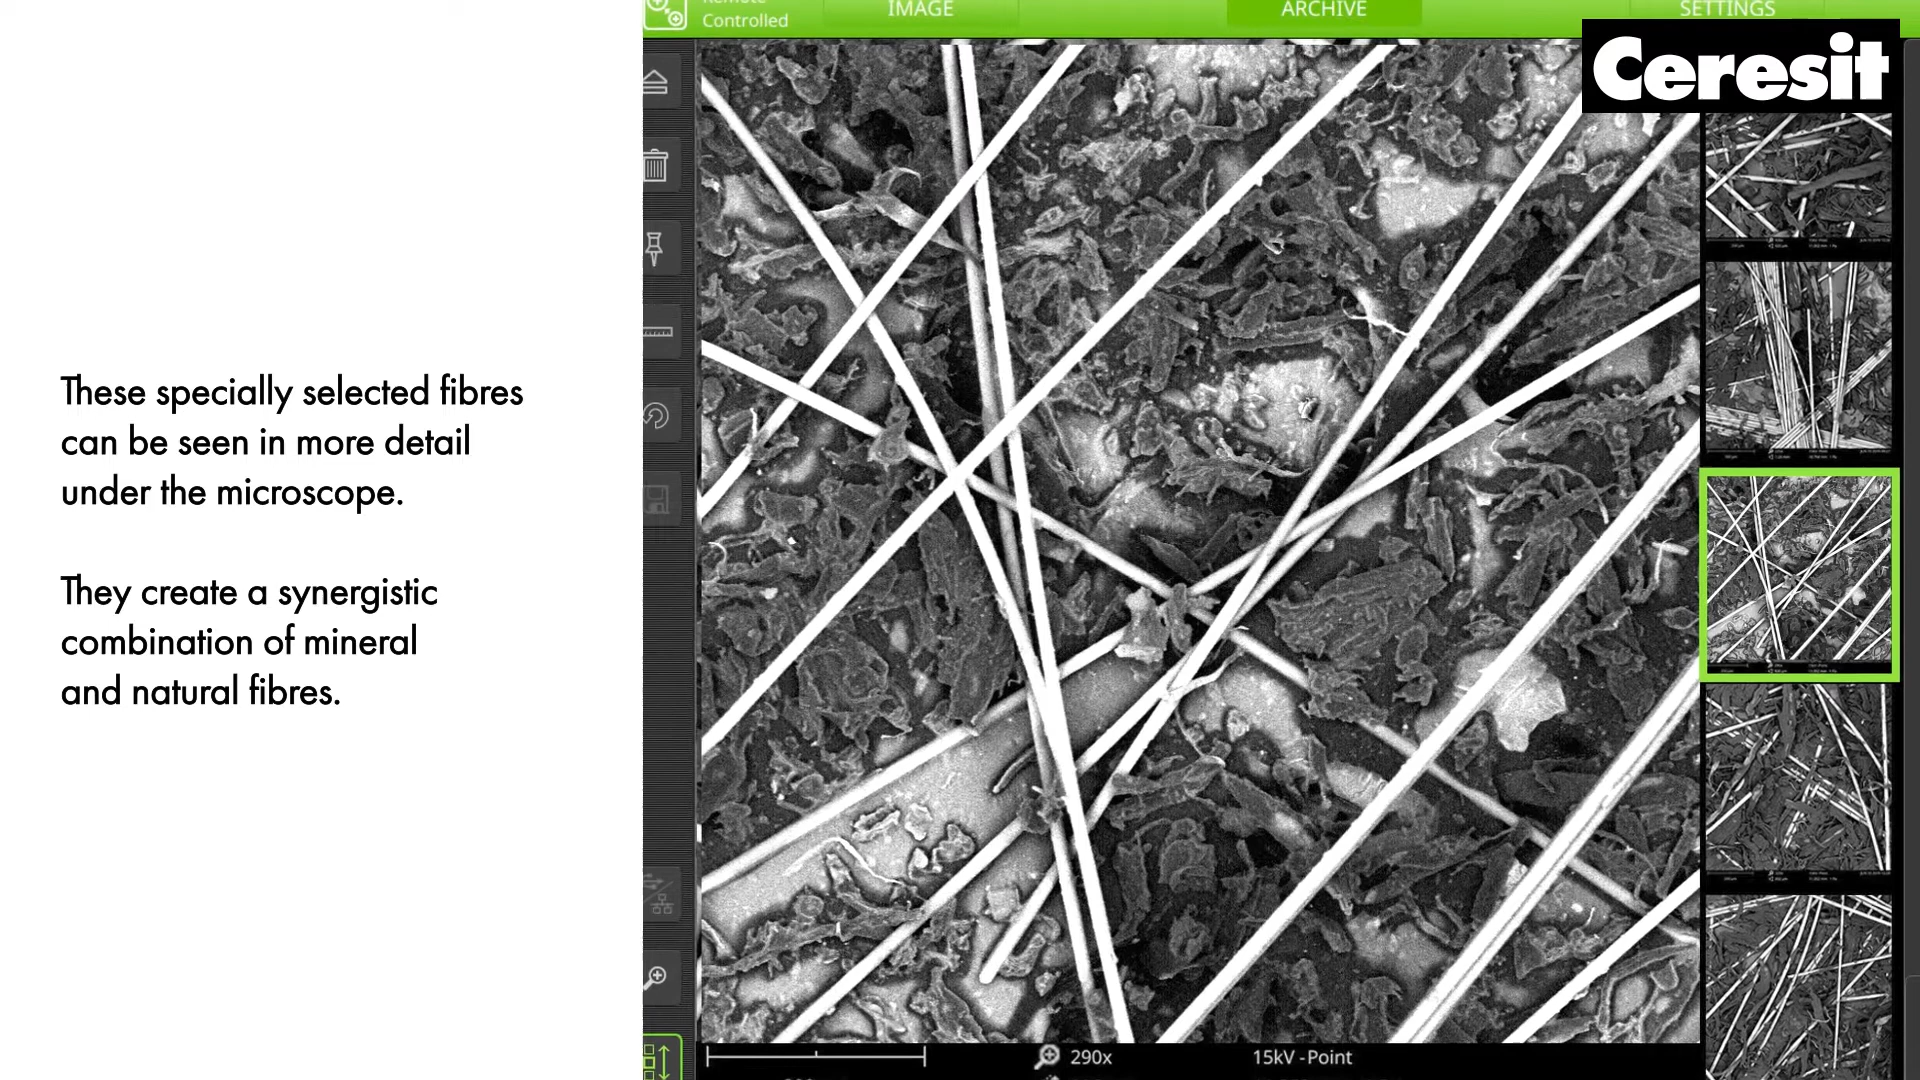 These specially selected fibres
can be seen in more detail
under the microscope.
They create a synergistic
combination of mineral
and natural fibres.
Remote
Controlled
IMAGE
ARCHIVE
SETTINGS
Ceresit
290x
15kV - Point